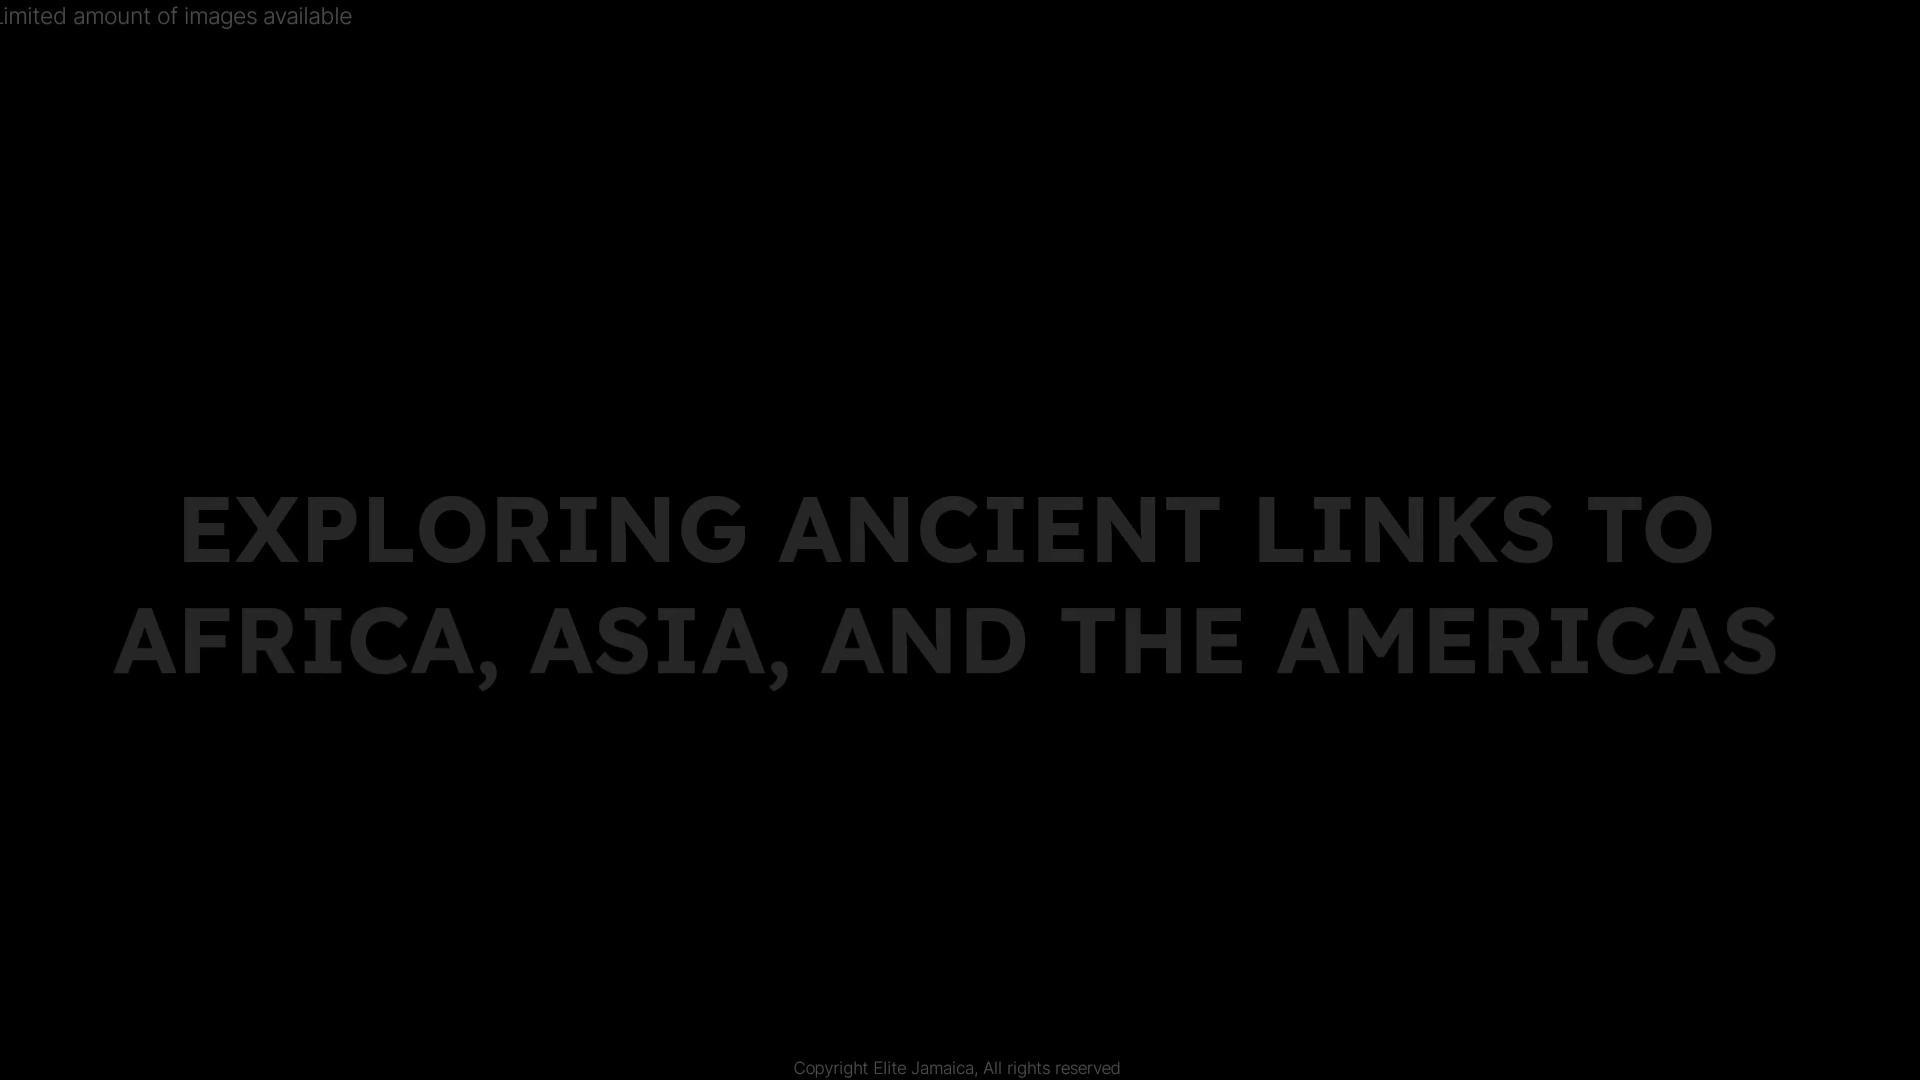 Limited amount of images available
EXPLORING ANCIENT LINKS TO
AFRICA, ASIA, AND THE AMERICAS
Copyright Elite Jamaica, All rights reserved